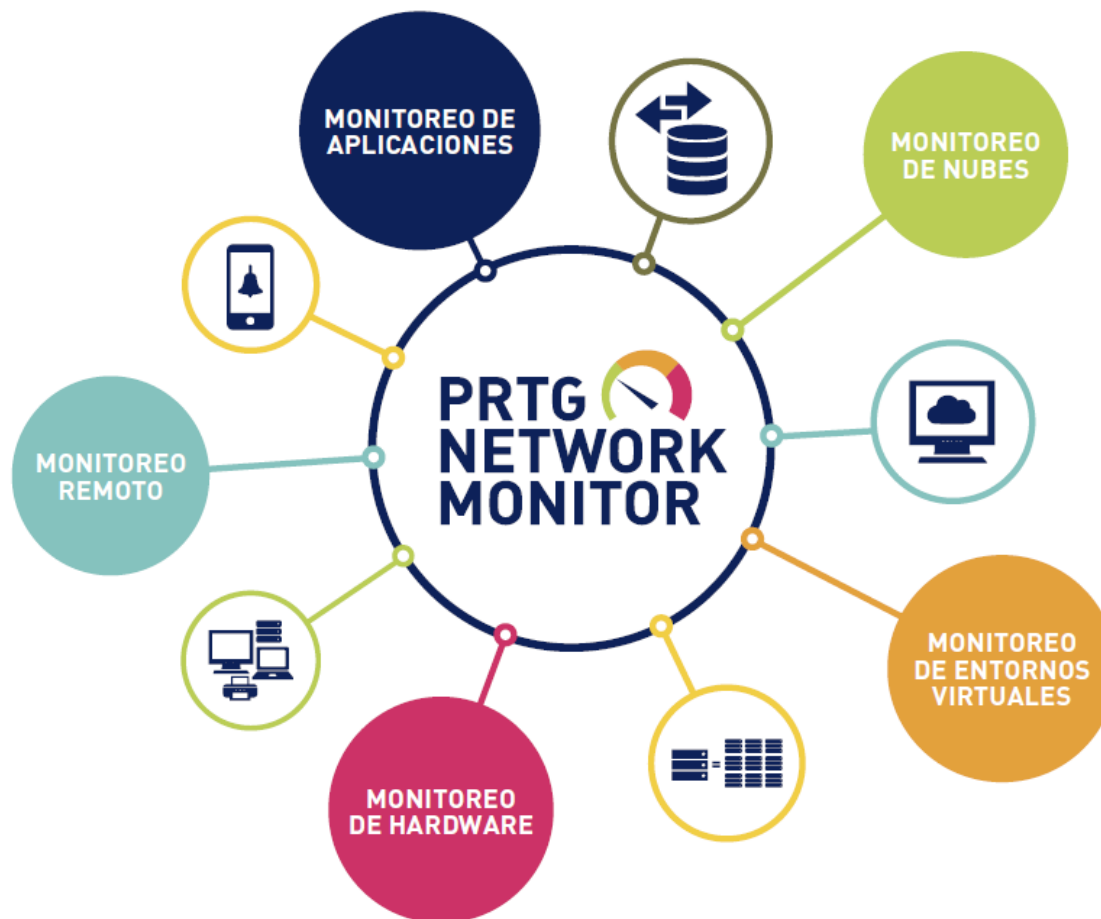 MONITOREO DE
APLICACIONES
MONITOREO
DE NUBES
PRTG
NETWORK
MONITOR
MONITOREO
REMOTO
MONITOREO
DE ENTORNOS
VIRTUALES
MONITOREO
DE HARDWARE